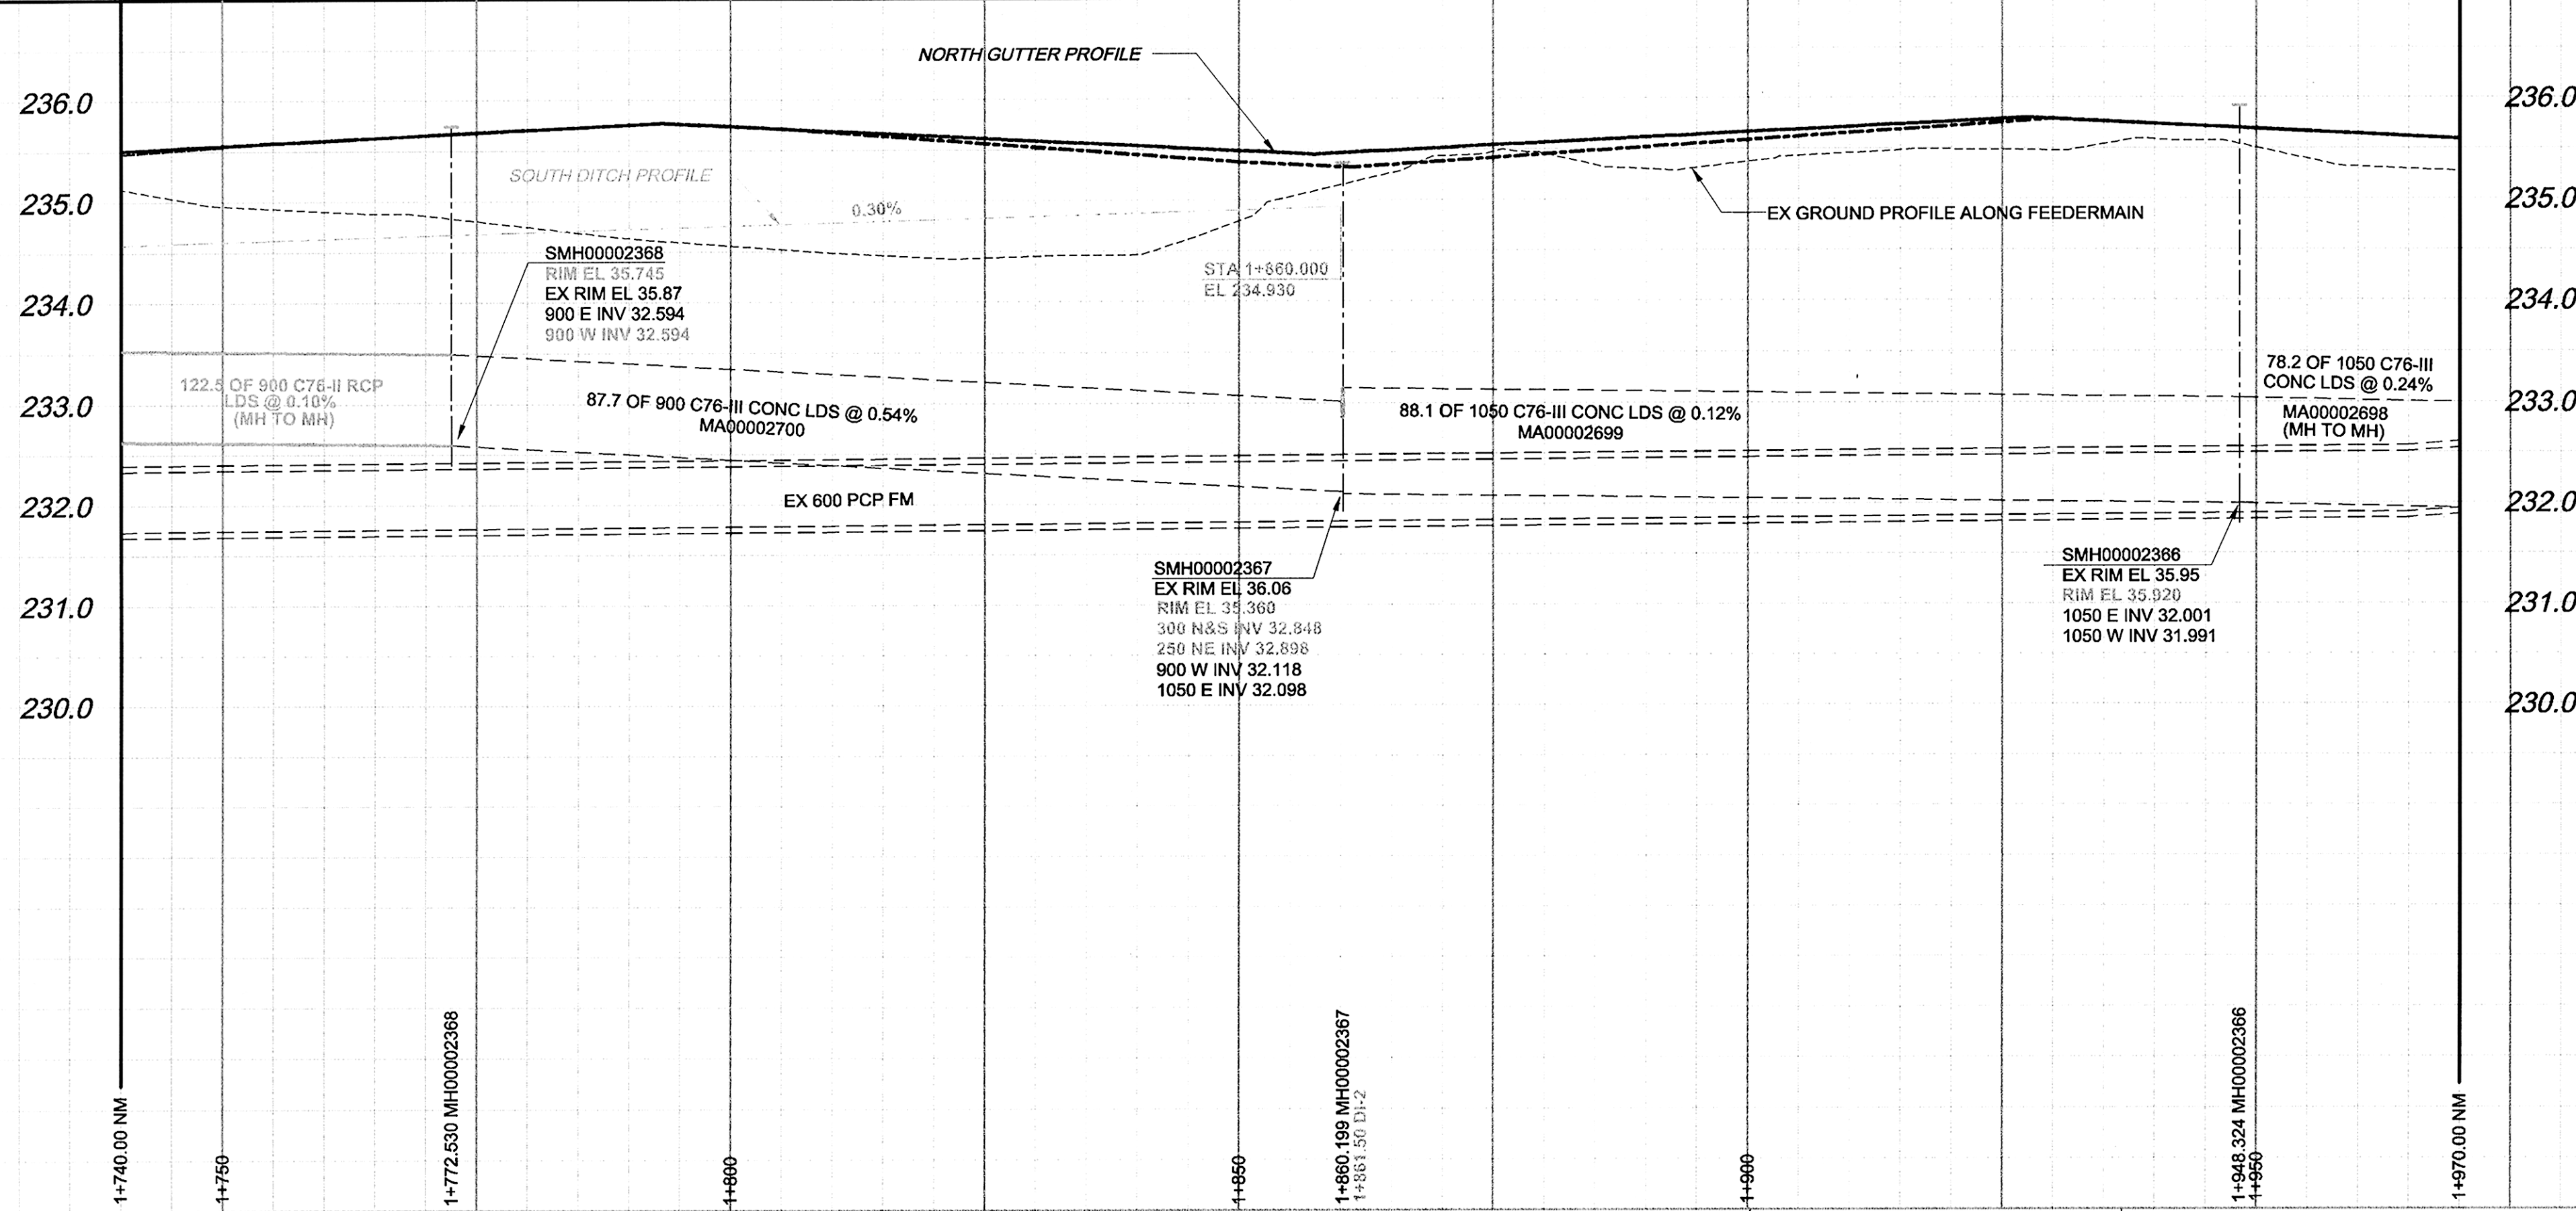 NORTH GUTTER PROFILE
236.0
236.0
SOUTH DITCH PROFILE
0.30%
235.0
235.0
EX GROUND PROFILE ALONG FEEDERMAIN
SMH00002368
RIM EL 35.745
EX RIM EL 35.87
900 E INV 32.594
900 W INV 32.594
STA 1+860.000
EL 234.930
234.0
234.0
122.5 OF 900 C76-II RCP
LDS @ 0.10%
(MH TO MH)
87.7 OF 900 C76-III CONC LDS @ 0.54%
MA00002700
88.1 OF 1050 C76-III CONC LDS @ 0.12%
MA00002699
78.2 OF 1050 C76-III
CONC LDS @ 0.24%
MA00002698
(MH TO MH)
233.0
233.0
EX 600 PCP FM
232.0
232.0
SMH00002367
EX RIM EL 36.06
RIM EL 35.360
300 N&S INV 32.848
250 NE INV 32.898
900 W INV 32.118
1050 E INV 32.098
SMH00002366
EX RIM EL 35.95
RIM EL 35.920
1050 E INV 32.001
1050 W INV 31.991
231.0
231.0
230.0
230.0
1+740.00 NM
1+750
1+772.530 MH00002368
1+800
1+850
1+860.199 MH00002367
1+861.50 DI-2
1+900
1+948.324 MH00002366
1+950
1+970.00 NM